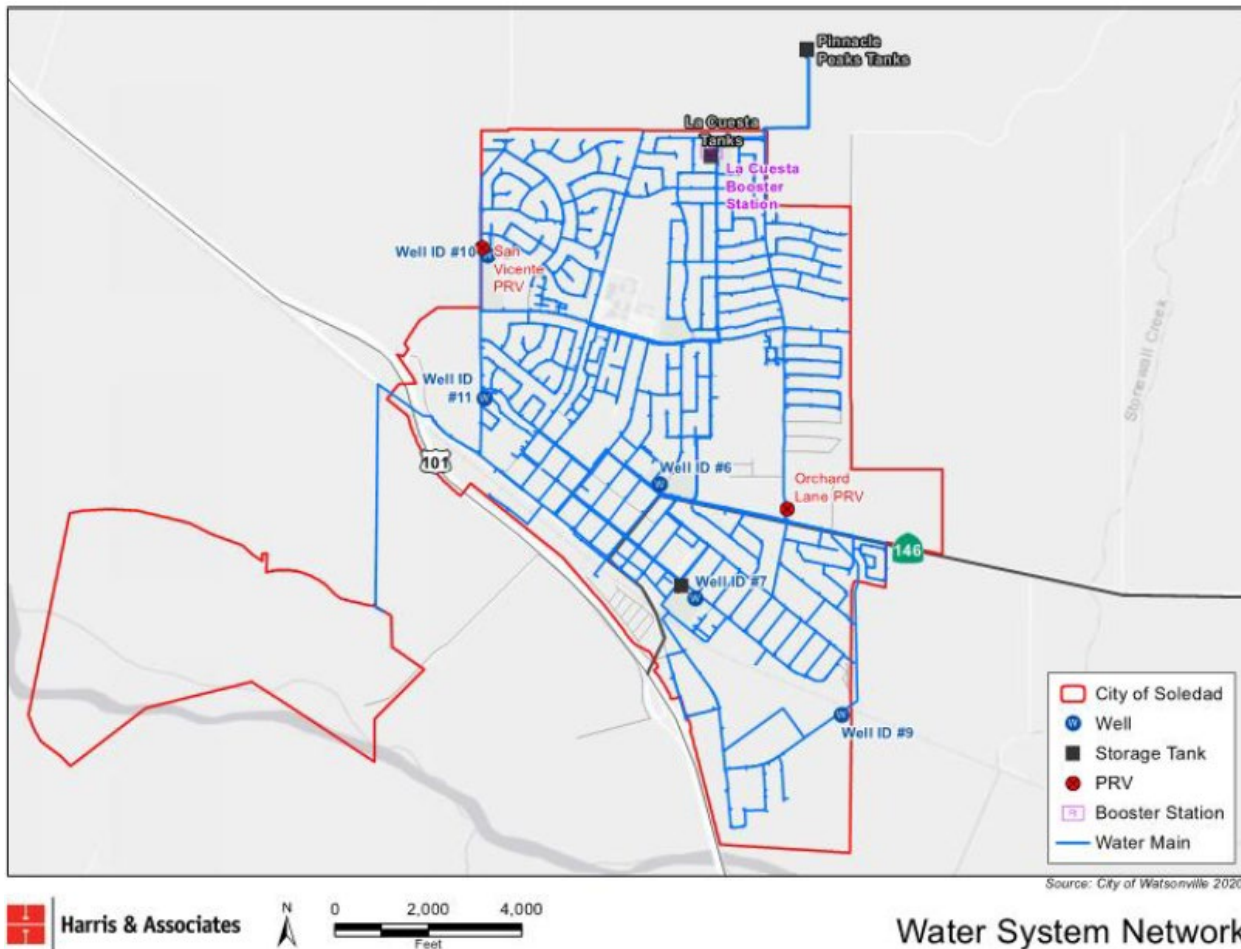 Pinnacle
Peaks Tanks
La Cuesta
Tanks
La Cuesta
Booster
Station
Well ID #10
San
Vicente
PRV
Well ID
#11
101
Well ID #6
Orchard
Lane PRV
146
Well ID #7
Well ID #9
Stonewall Creek
City of Soledad
W Well
Storage Tank
PRV
Booster Station
Water Main
Source: City of Watsonville 2020
Harris & Associates
N
0 2,000 4,000
Feet
Water System Network